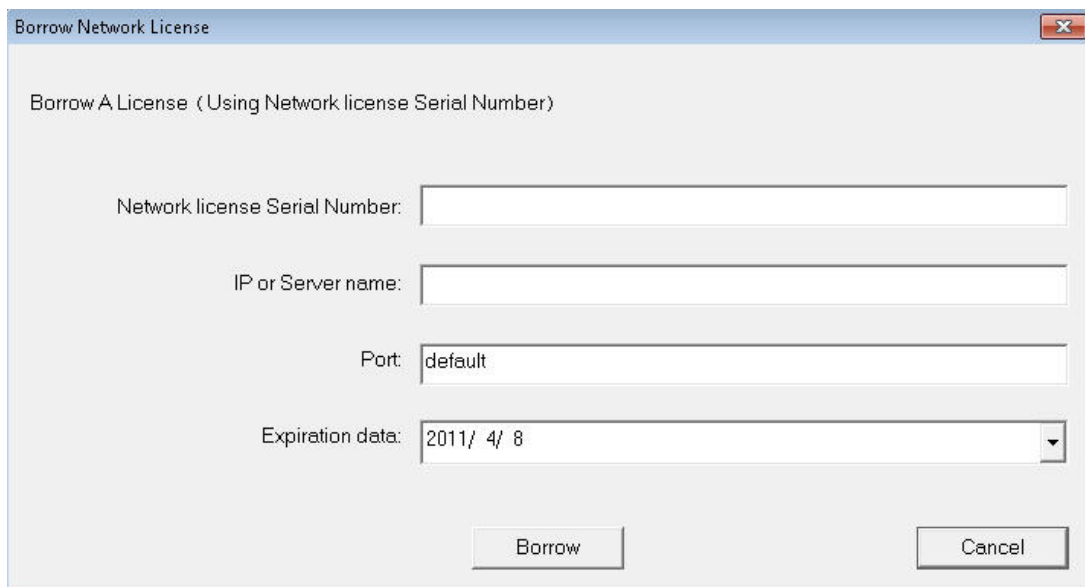 Borrow Network License
Borrow A License (Using Network license Serial Number)
Network license Serial Number:
IP or Server name:
Port: default
Expiration data: 2011/ 4/ 8
Borrow Cancel